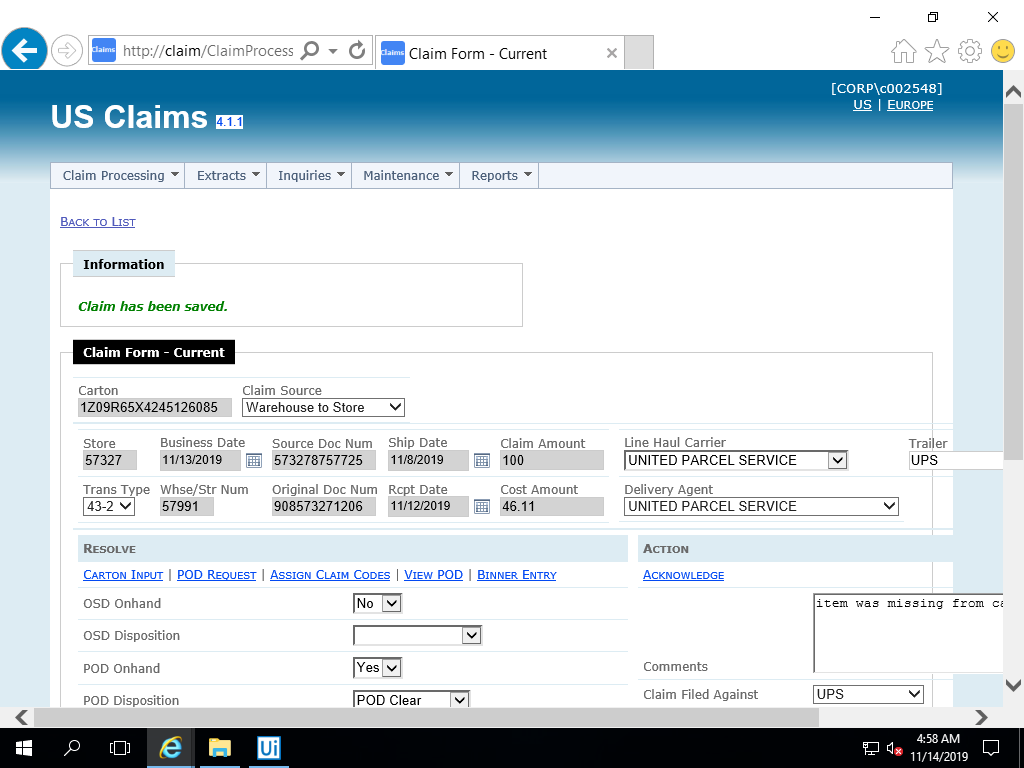 Claims
http://claim/ClaimProcess
Claims
Claim Form - Current
[CORP\c002548]
US | EUROPE
US Claims 4.1.1
Claim Processing
Extracts
Inquiries
Maintenance
Reports
BACK TO LIST
Information
Claim has been saved.
Claim Form - Current
Carton
Claim Source
1Z09R65X4245126085
Warehouse to Store
Store
Business Date
Source Doc Num
Ship Date
Claim Amount
Line Haul Carrier
Trailer
57327
11/13/2019
573278757725
11/8/2019
100
UNITED PARCEL SERVICE
UPS
Trans Type
Whse/Str Num
Original Doc Num
Rcpt Date
Cost Amount
Delivery Agent
43-2
57991
908573271206
11/12/2019
46.11
UNITED PARCEL SERVICE
RESOLVE
ACTION
CARTON INPUT | POD REQUEST | ASSIGN CLAIM CODES | VIEW POD | BINNER ENTRY
ACKNOWLEDGE
OSD Onhand
No
item was missing from ca
OSD Disposition
POD Onhand
Yes
Comments
POD Disposition
POD Clear
Claim Filed Against
UPS
Ui
4:58 AM
11/14/2019